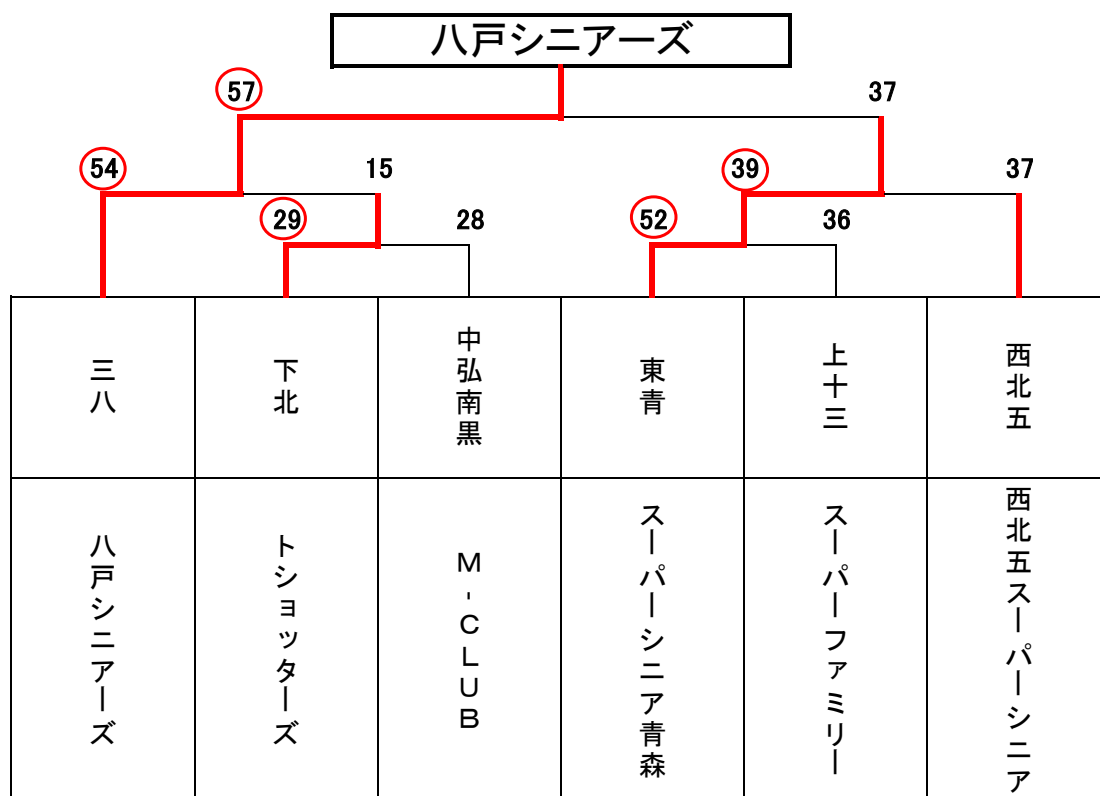 八戸シニアーズ
57
37
54
15
39
37
29
28
52
36
三八
下北
中弘南黒
東青
上十三
西北五
八戸シニアーズ
トショッターズ
M-CLUB
スーパーシニア青森
スーパーファミリー
西北五スーパーシニア